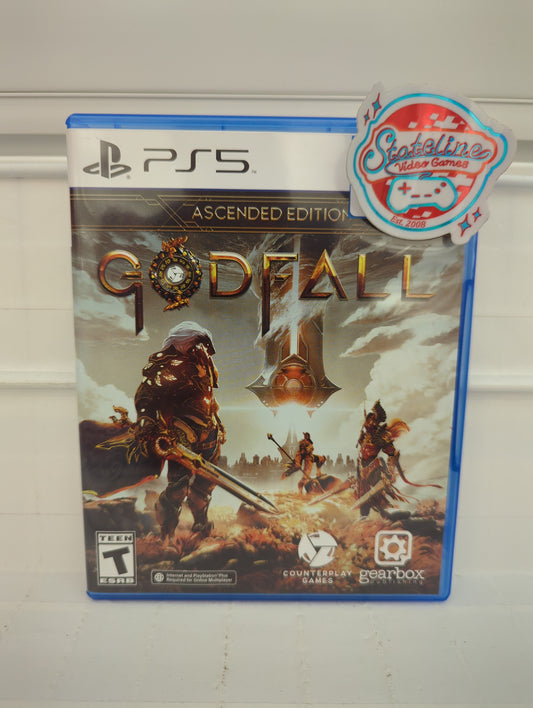 PS5
Stateline
Video Games
Est. 2008
ASCENDED EDITION
GODFALL
TEEN
T
ESRB
Internet and PlayStation Plus
Required for Online Multiplayer
COUNTERPLAY
GAMES
gearbox
publishing